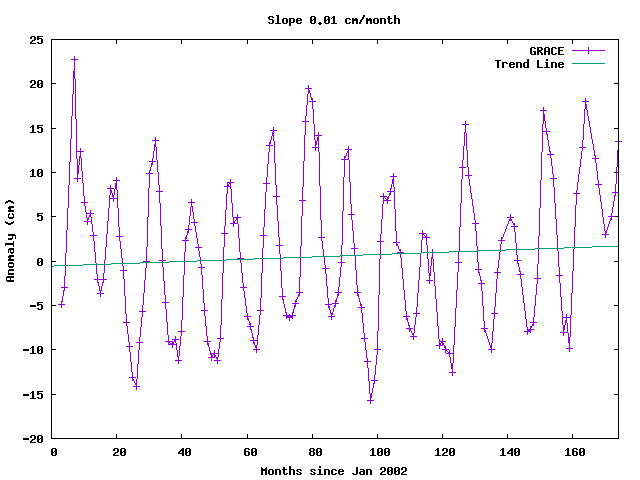 Slope 0.01 cm/month
25
20
15
10
5
0
-5
-10
-15
-20
Anomaly (cm)
GRACE
Trend Line
0 20 40 60 80 100 120 140 160
Months since Jan 2002